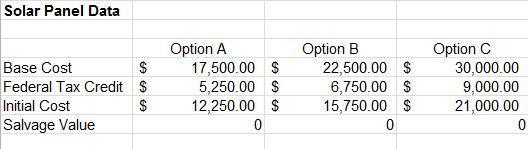 Solar Panel Data
Option A Option B Option C
Base Cost $ 17,500.00 $ 22,500.00 $ 30,000.00
Federal Tax Credit $ 5,250.00 $ 6,750.00 $ 9,000.00
Initial Cost $ 12,250.00 $ 15,750.00 $ 21,000.00
Salvage Value 0 0 0